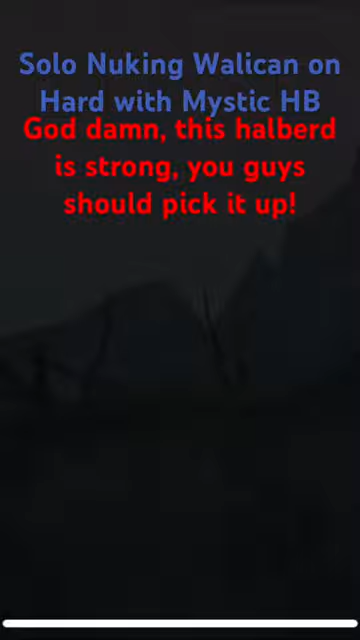 Solo Nuking Walican on
Hard with Mystic HB
God damn, this halberd
is strong, you guys
should pick it up!